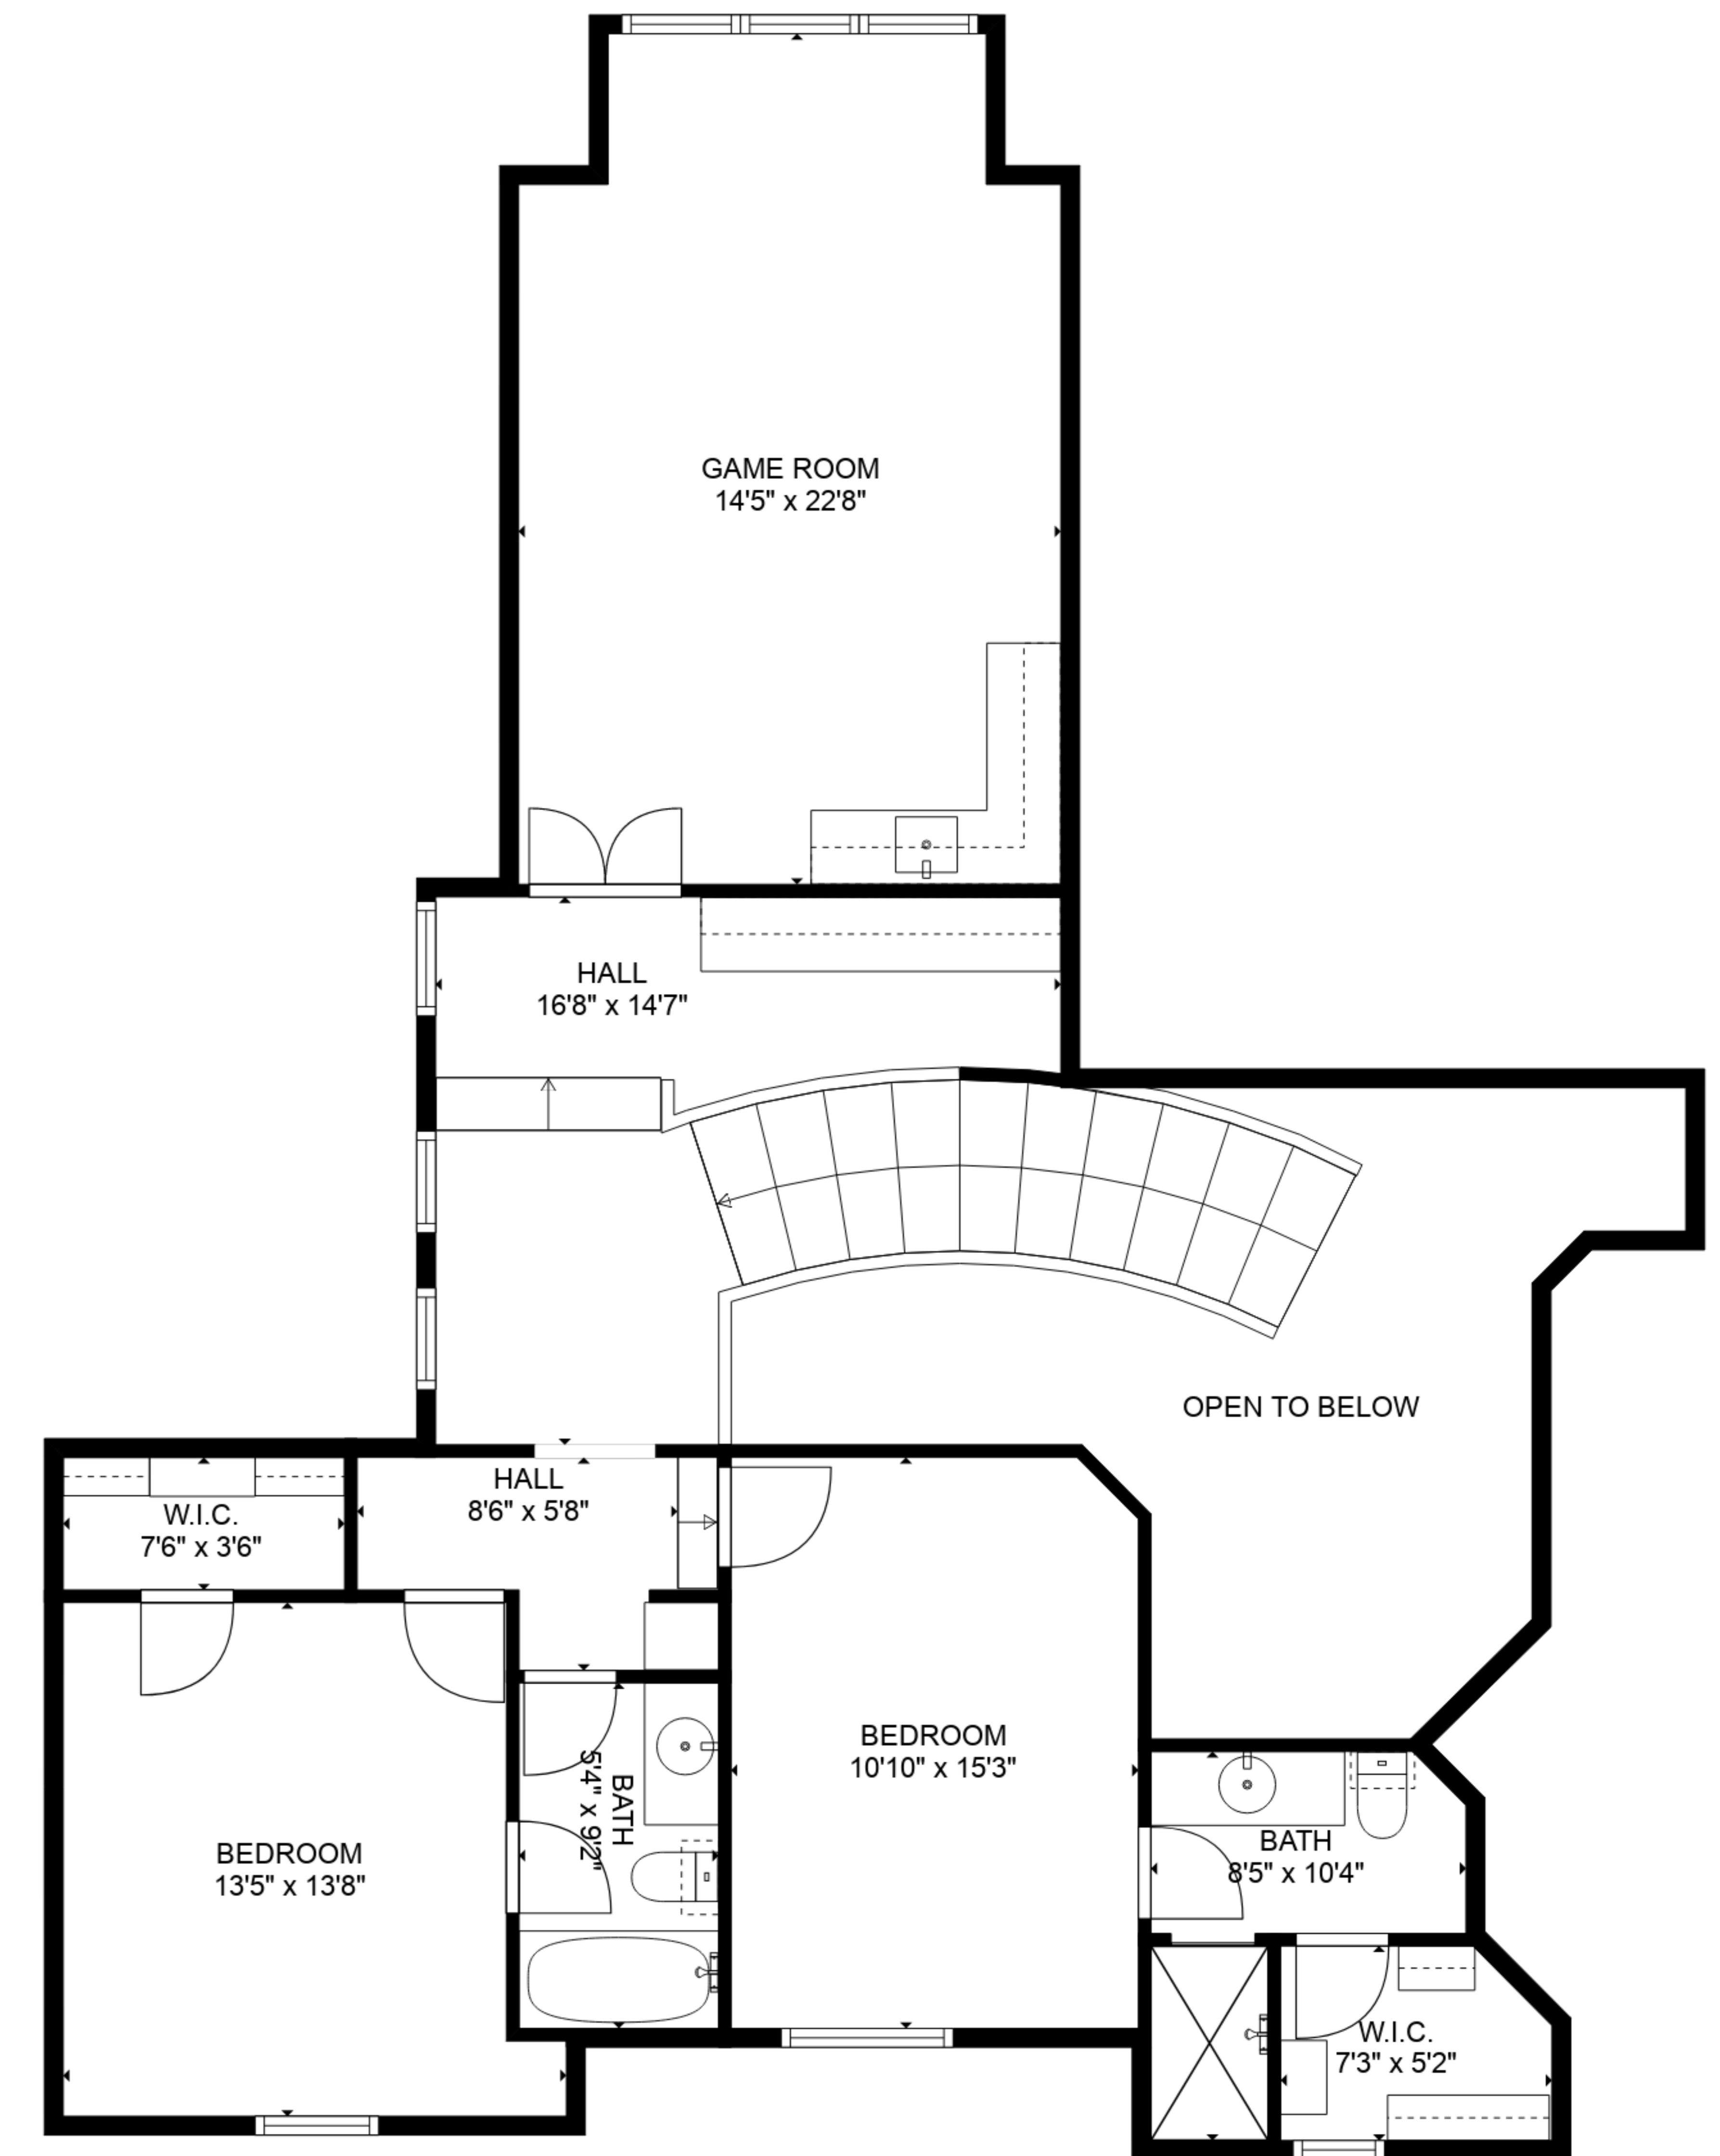 GAME ROOM
14'5" x 22'8"
HALL
16'8" x 14'7"
OPEN TO BELOW
HALL
8'6" x 5'8"
W.I.C.
7'6" x 3'6"
BEDROOM
10'10" x 15'3"
BATH
5'4" x 9'2"
BEDROOM
13'5" x 13'8"
BATH
8'5" x 10'4"
W.I.C.
7'3" x 5'2"